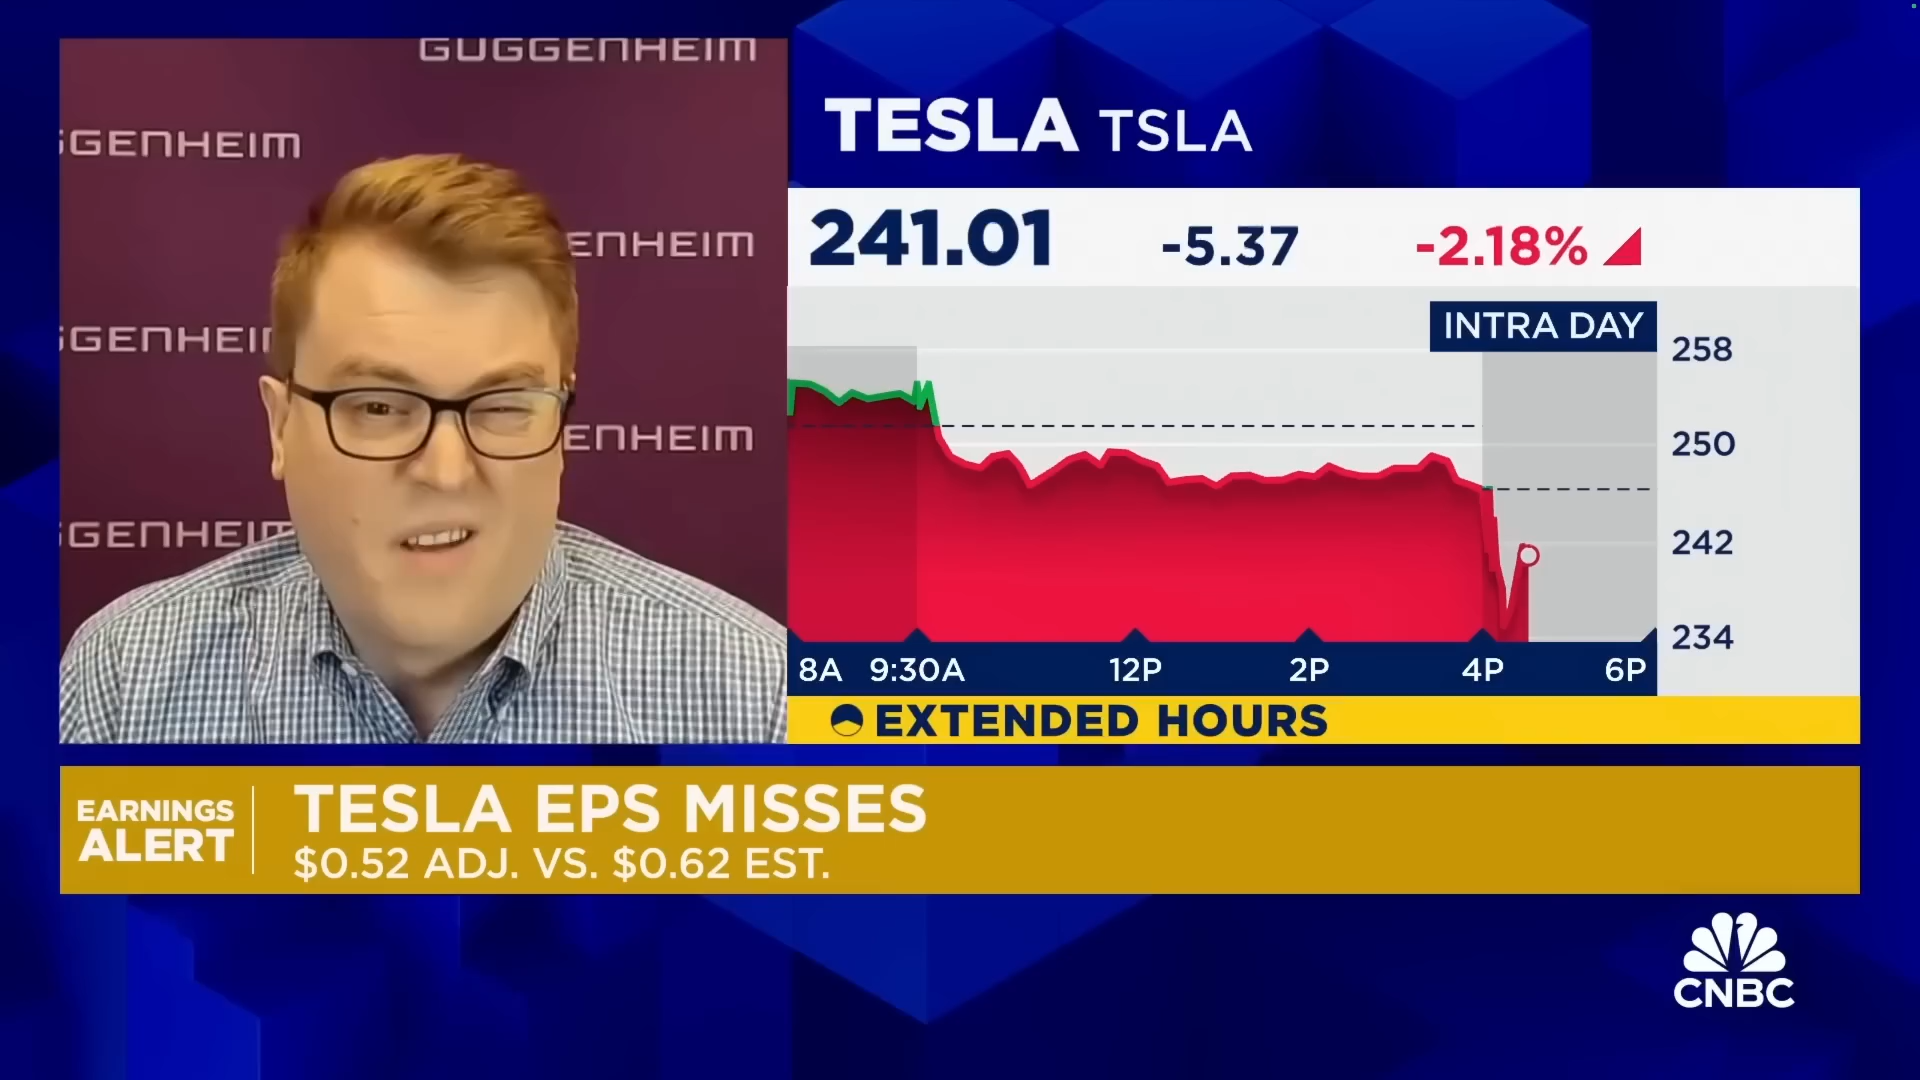 GUGGENHEIM
GGENHEIM
ENHEIM
GGENHEI
ENHEIM
GGENHEIM
TESLA TSLA
241.01 -5.37 -2.18%
INTRA DAY
258
250
242
234
8A 9:30A 12P 2P 4P 6P
EXTENDED HOURS
EARNINGS
ALERT
TESLA EPS MISSES
$0.52 ADJ. VS. $0.62 EST.
CNBC